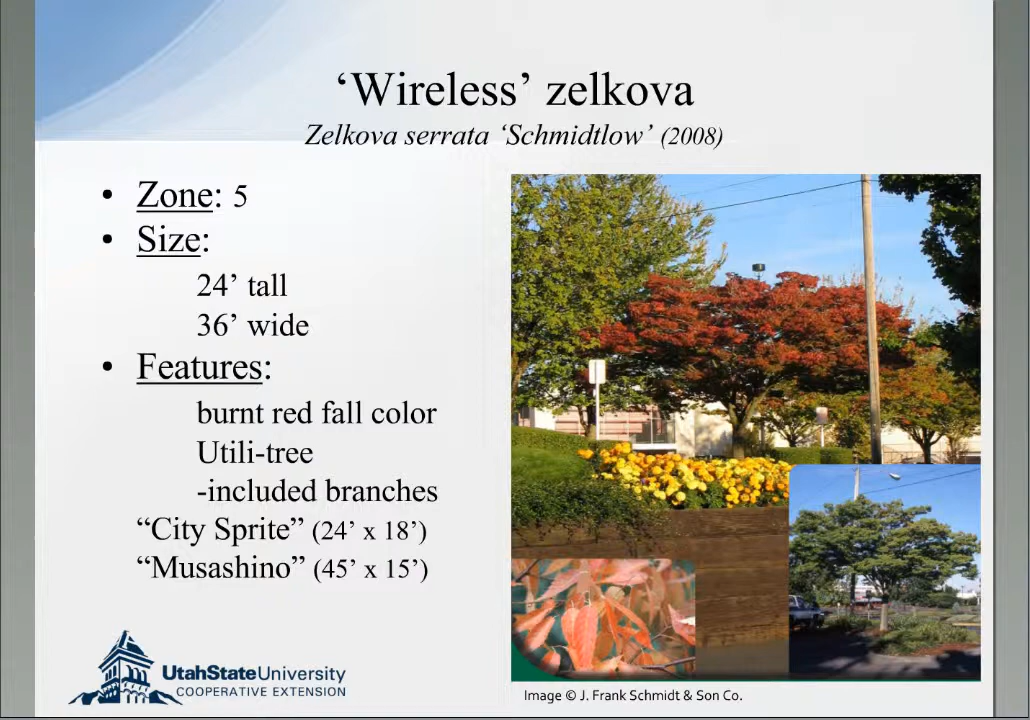 ‘Wireless’ zelkova
Zelkova serrata ‘Schmidtlow’ (2008)
• Zone: 5
• Size:
24’ tall
36’ wide
• Features:
burnt red fall color
Utili-tree
-included branches
“City Sprite” (24’ x 18’)
“Musashino” (45’ x 15’)
UtahStateUniversity
COOPERATIVE EXTENSION
Image © J. Frank Schmidt & Son Co.